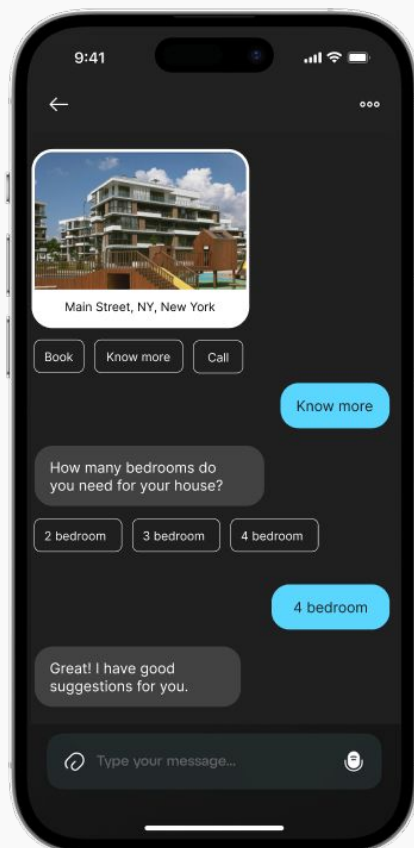 9:41
Main Street, NY, New York
Book Know more Call
Know more
How many bedrooms do
you need for your house?
2 bedroom 3 bedroom 4 bedroom
4 bedroom
Great! I have good
suggestions for you.
Type your message...